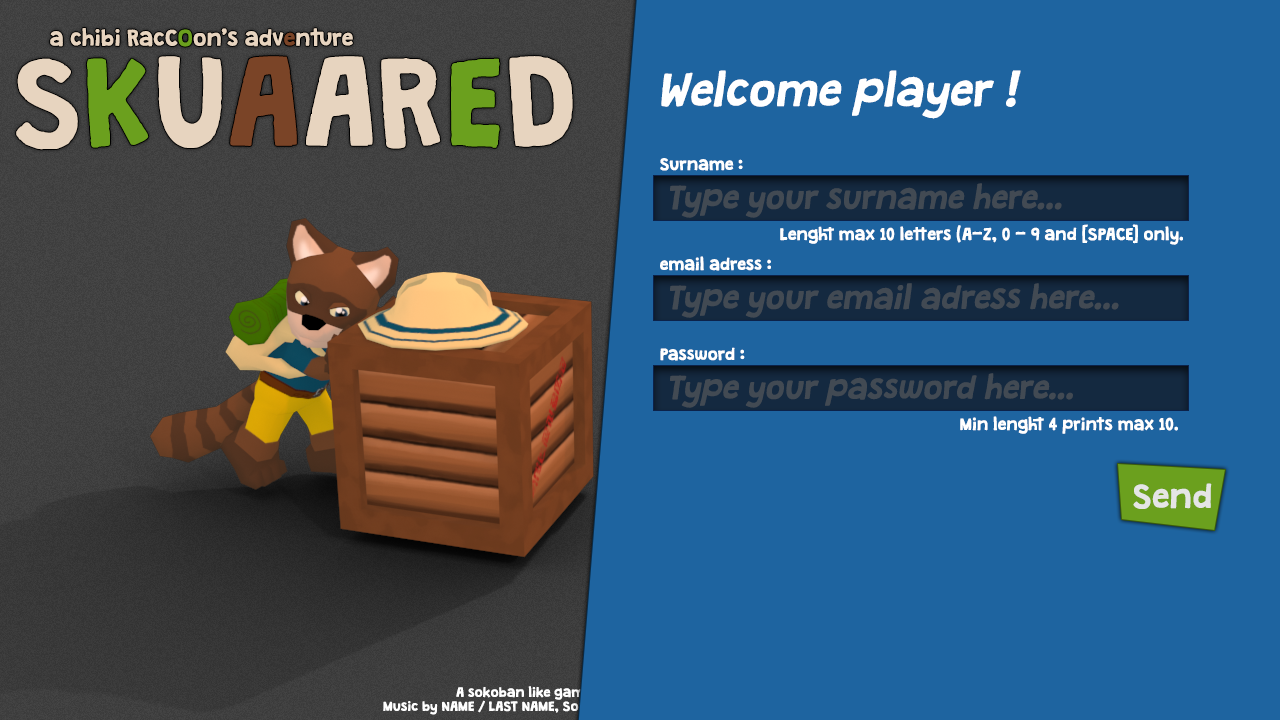 a chibi RacCOon's adventure
SKUAARED
Welcome player !
Surname :
Type your surname here...
Lenght max 10 letters (A-Z, 0 - 9 and [SPACE] only.
email adress :
Type your email adress here...
Password :
Type your password here...
Min lenght 4 prints max 10.
Send
A sokoban like gam
Music by NAME / LAST NAME, So